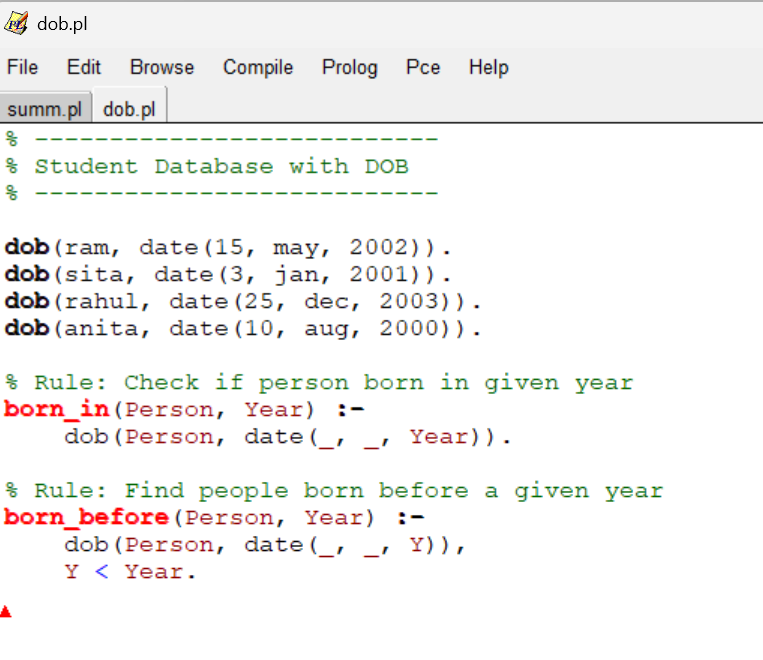 dob.pl
File Edit Browse Compile Prolog Pce Help
summ.pl dob.pl
% ---------------------------
% Student Database with DOB
% ---------------------------
dob(ram, date(15, may, 2002)).
dob(sita, date(3, jan, 2001)).
dob(rahul, date(25, dec, 2003)).
dob(anita, date(10, aug, 2000)).
% Rule: Check if person born in given year
born_in(Person, Year) :-
    dob(Person, date(_, _, Year)).
% Rule: Find people born before a given year
born_before(Person, Year) :-
    dob(Person, date(_, _, Y)),
    Y < Year.